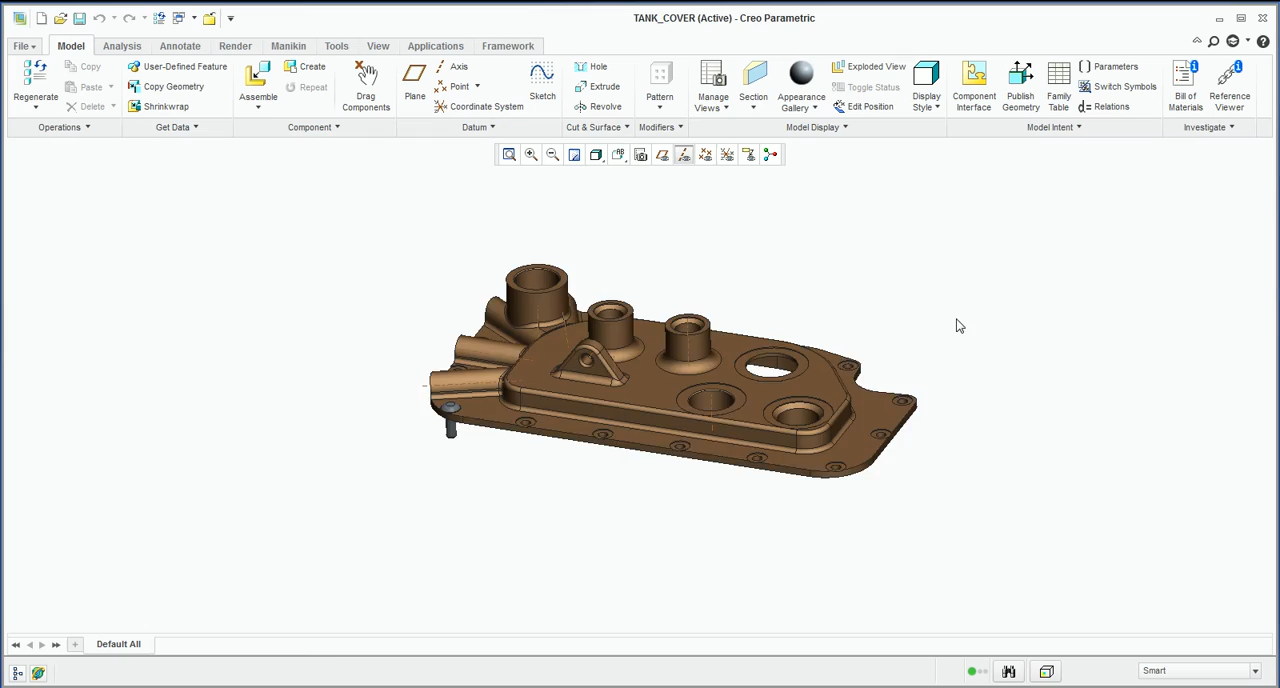 TANK_COVER (Active) - Creo Parametric
File Model Analysis Annotate Render Manikin Tools View Applications Framework
Regenerate Copy Paste Delete User-Defined Feature Copy Geometry Shrinkwrap
Assemble Create Repeat Drag Components
Plane Axis Point Coordinate System Sketch
Hole Extrude Revolve Pattern
Manage Views Section Appearance Gallery Exploded View Toggle Status Edit Position Display Style
Component Interface Publish Geometry Family Table Parameters Switch Symbols d= Relations
Bill of Materials Reference Viewer
Operations Get Data Component Datum Cut & Surface Modifiers Model Display Model Intent Investigate
Default All
Smart